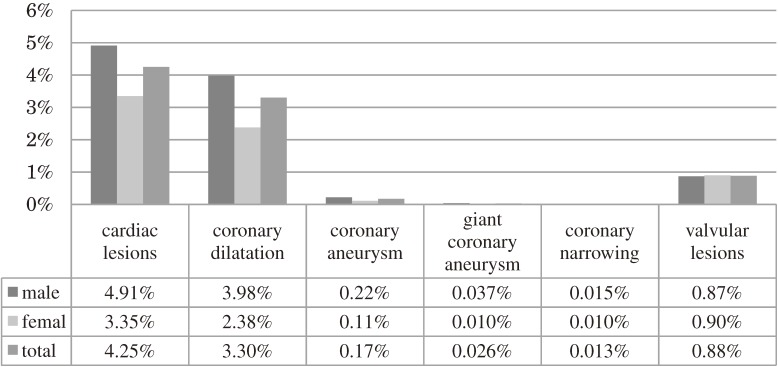 6%
5%
4%
3%
2%
1%
0%
cardiac lesions
coronary dilatation
coronary aneurysm
giant coronary aneurysm
coronary narrowing
valvular lesions
male 4.91% 3.98% 0.22% 0.037% 0.015% 0.87%
femal 3.35% 2.38% 0.11% 0.010% 0.010% 0.90%
total 4.25% 3.30% 0.17% 0.026% 0.013% 0.88%